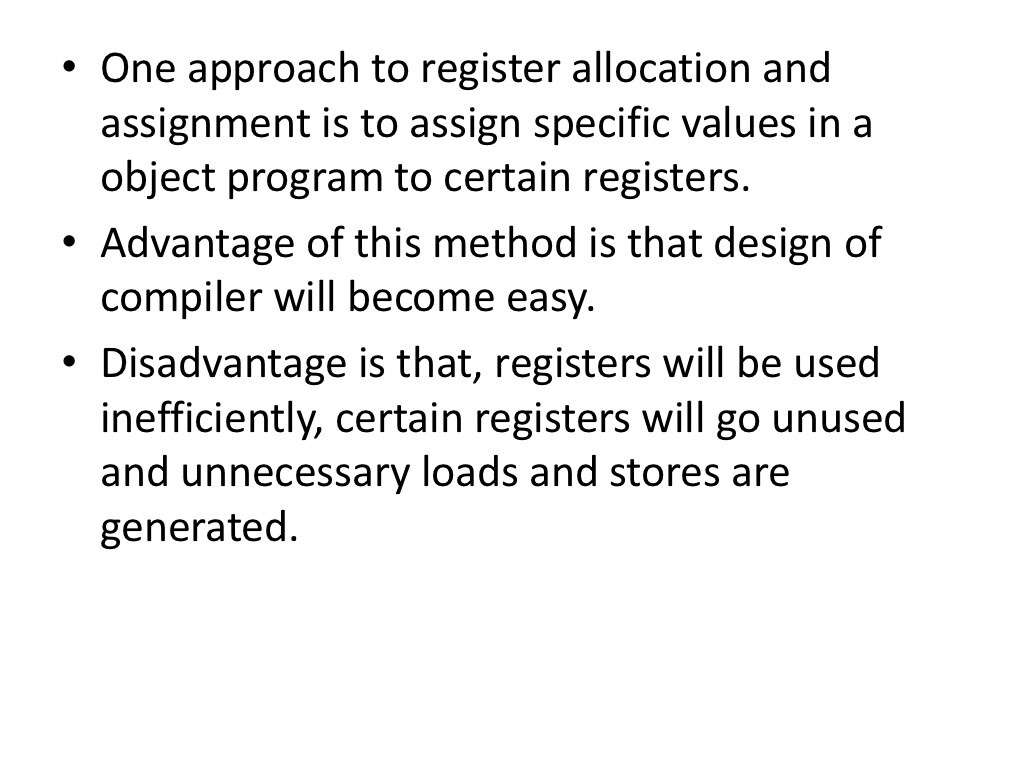 • One approach to register allocation and
assignment is to assign specific values in a
object program to certain registers.
• Advantage of this method is that design of
compiler will become easy.
• Disadvantage is that, registers will be used
inefficiently, certain registers will go unused
and unnecessary loads and stores are
generated.